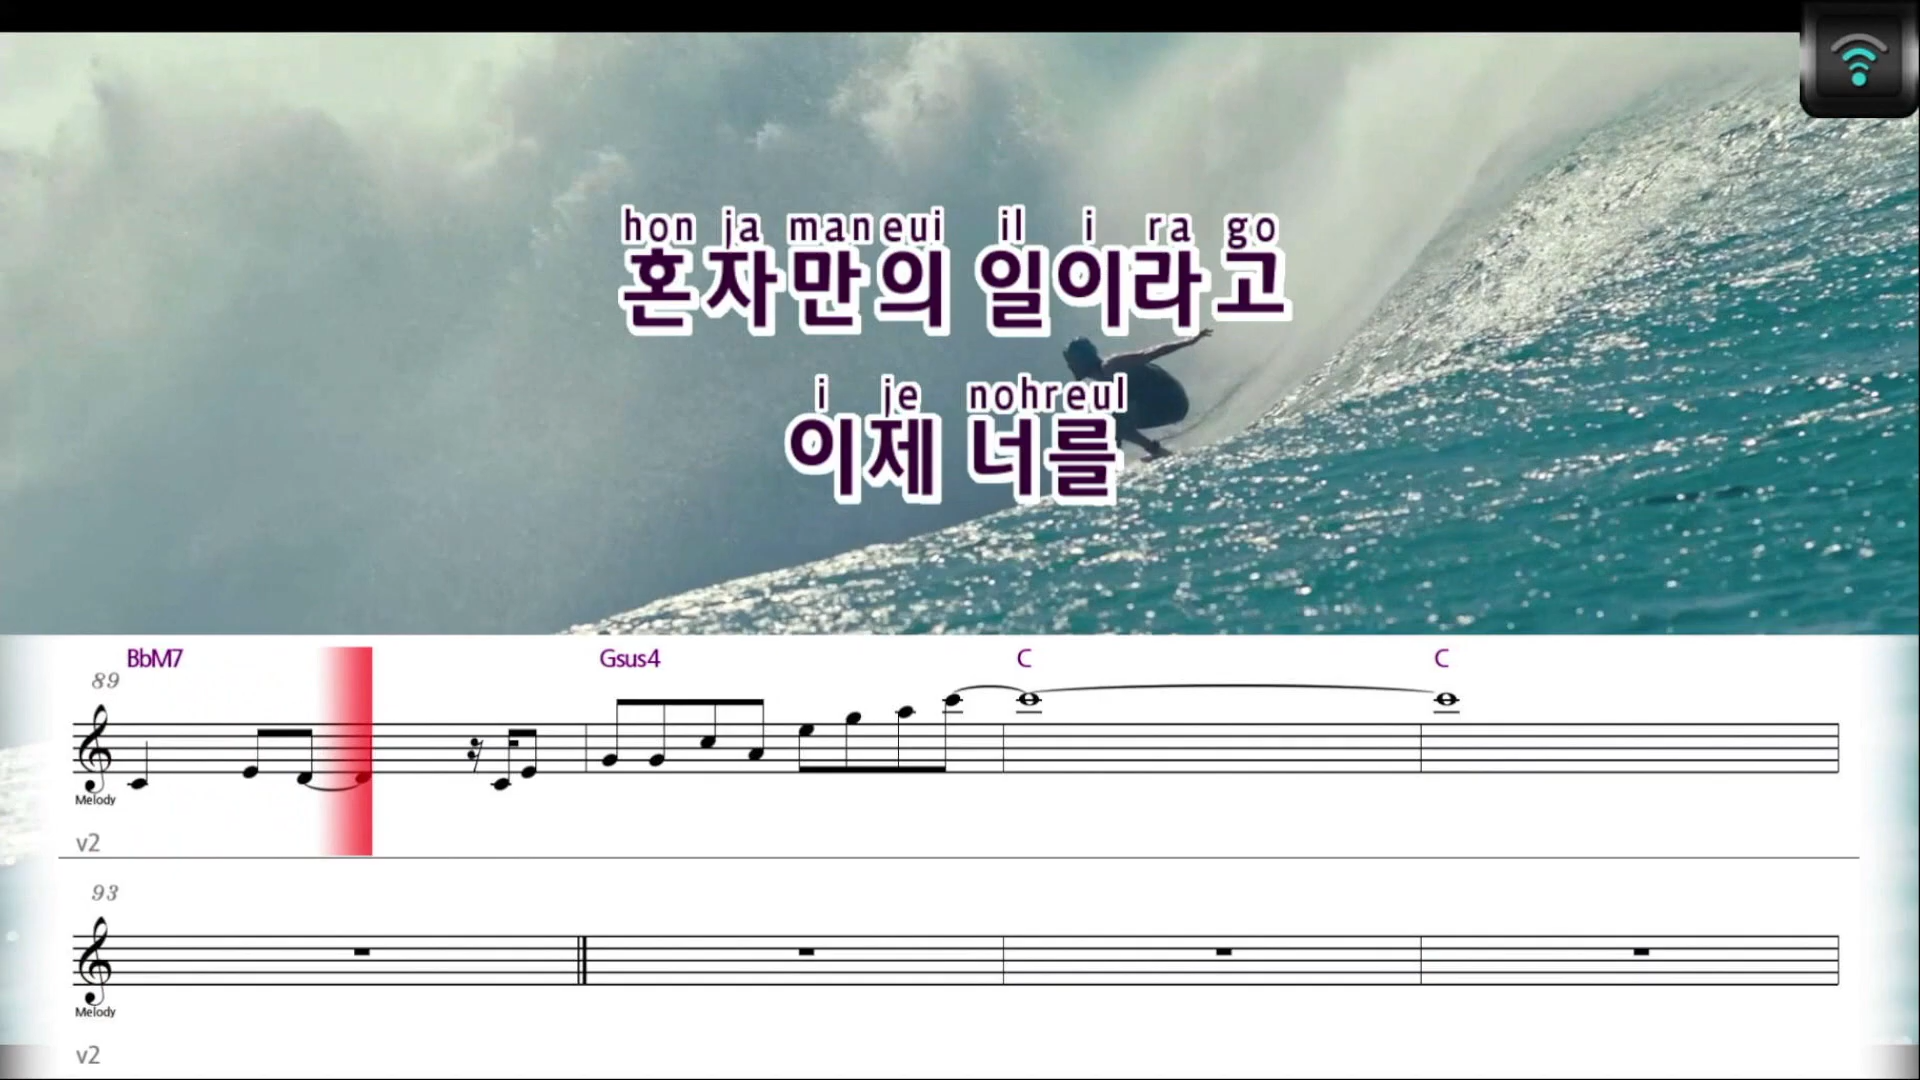 hon ja maneui il i ra go
혼자만의 일이라고
i je nohreul
이제 너를
BbM7 Gsus4 C C
89
Melody
v2
93
Melody
v2